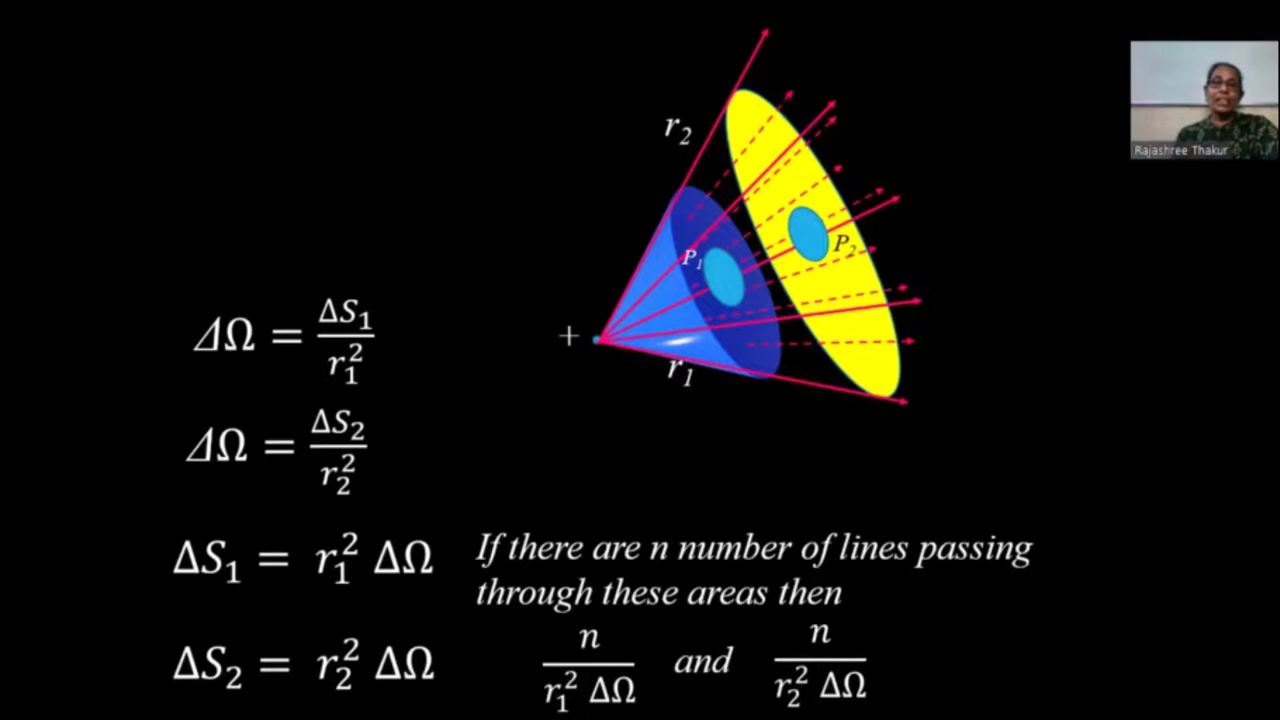 r₂
Rajashree Thakur
P₁
P₂
+
r₁
ΔΩ = ΔS₁ / r₁²
ΔΩ = ΔS₂ / r₂²
ΔS₁ = r₁² ΔΩ
If there are n number of lines passing
through these areas then
ΔS₂ = r₂² ΔΩ
n / r₁² ΔΩ and n / r₂² ΔΩ